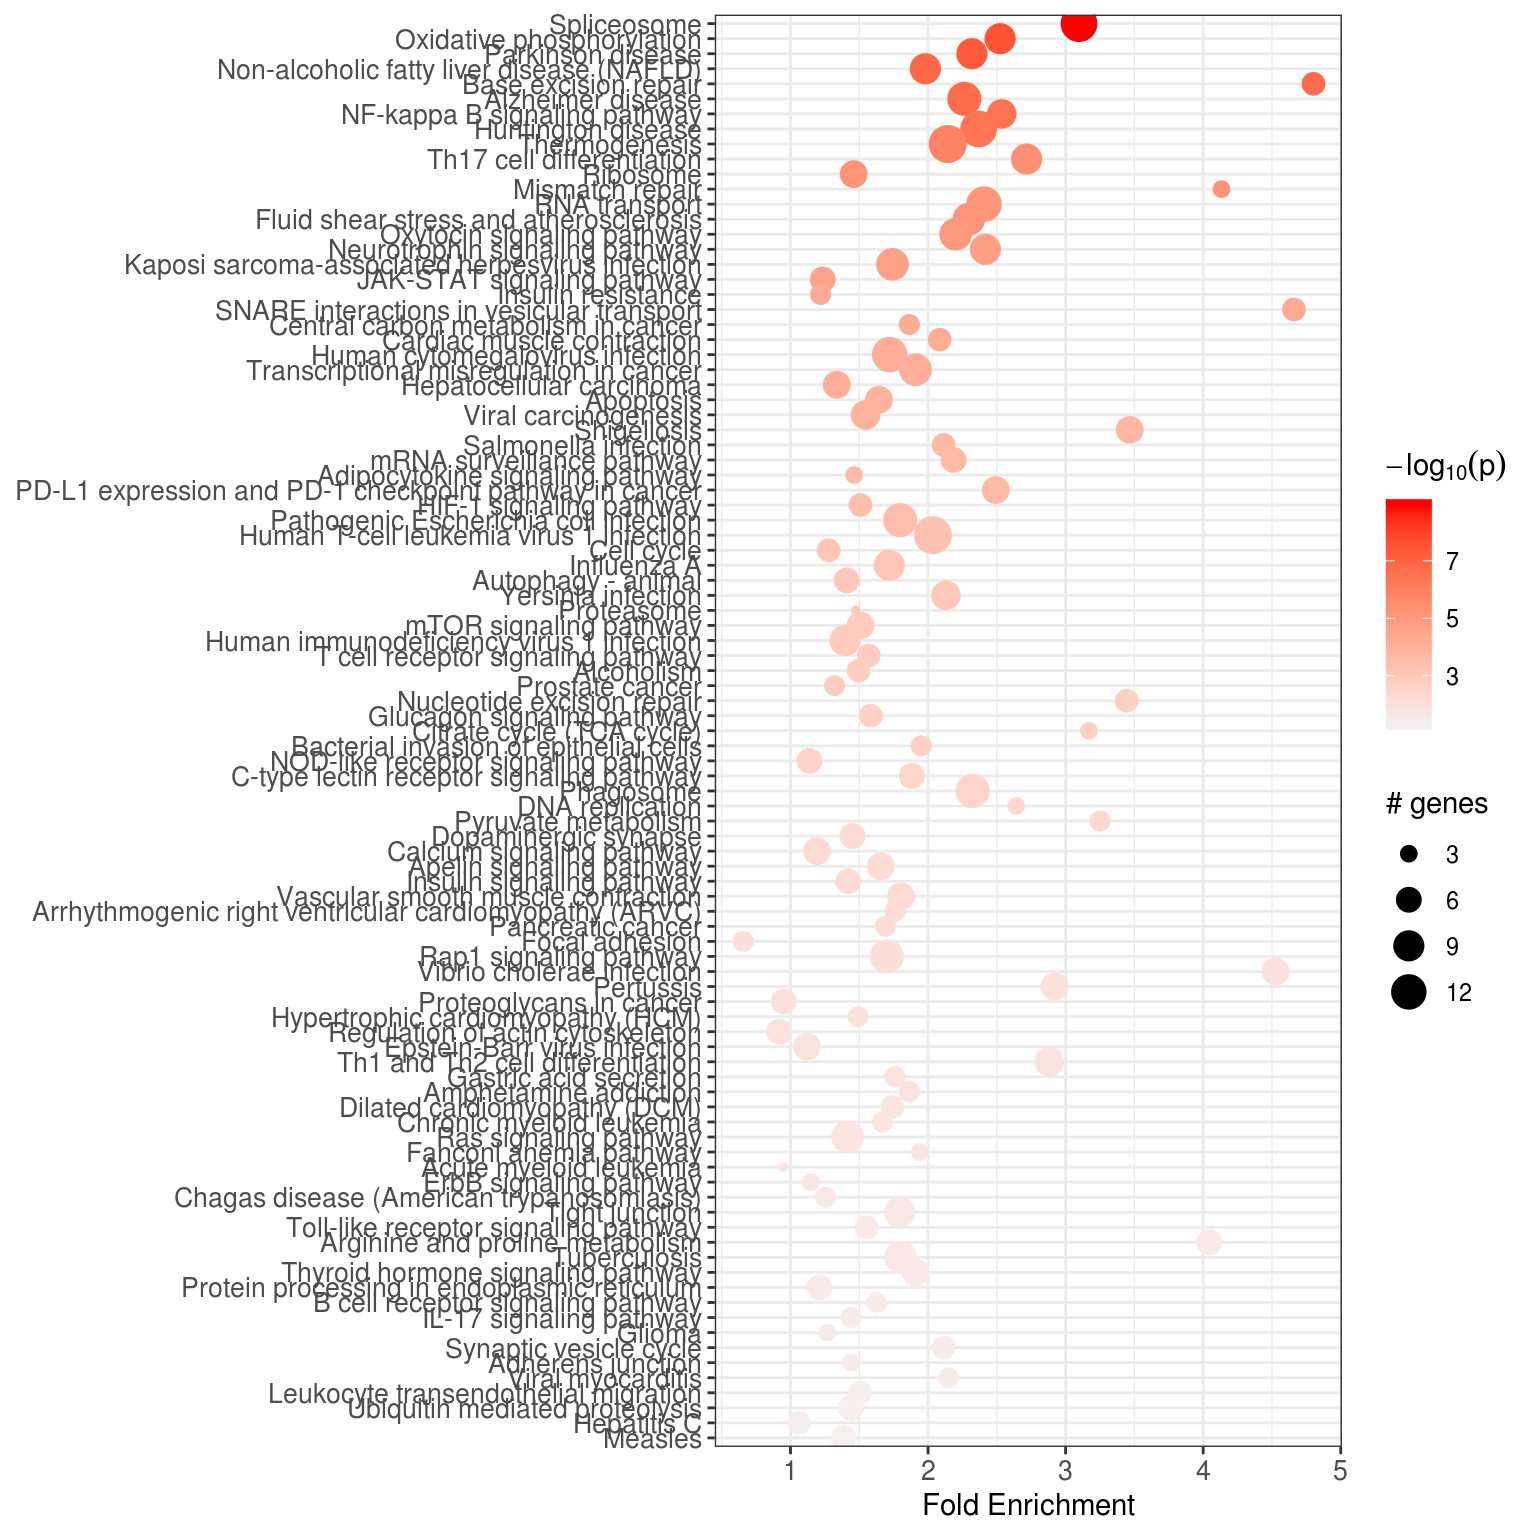 Spliceosome
Oxidative phosphorylation
Parkinson disease
Non-alcoholic fatty liver disease (NAFLD)
Base excision repair
Alzheimer disease
NF-kappa B signaling pathway
Huntington disease
Thermogenesis
Th17 cell differentiation
Ribosome
Mismatch repair
RNA transport
Fluid shear stress and atherosclerosis
Oxytocin signaling pathway
Neurotrophin signaling pathway
Kaposi sarcoma-associated herpesvirus infection
JAK-STAT signaling pathway
Insulin resistance
SNARE interactions in vesicular transport
Central carbon metabolism in cancer
Cardiac muscle contraction
Human cytomegalovirus infection
Transcriptional misregulation in cancer
Hepatocellular carcinoma
Apoptosis
Viral carcinogenesis
Shigellosis
Salmonella infection
mRNA surveillance pathway
Adipocytokine signaling pathway
PD-L1 expression and PD-1 checkpoint pathway in cancer
HIF-1 signaling pathway
Pathogenic Escherichia coli infection
Human T-cell leukemia virus 1 infection
Cell cycle
Influenza A
Autophagy - animal
Yersinia infection
Proteasome
mTOR signaling pathway
Human immunodeficiency virus 1 infection
T cell receptor signaling pathway
Alcoholism
Prostate cancer
Nucleotide excision repair
Glucagon signaling pathway
Citrate cycle (TCA cycle)
Bacterial invasion of epithelial cells
NOD-like receptor signaling pathway
C-type lectin receptor signaling pathway
Phagosome
DNA replication
Pyruvate metabolism
Dopaminergic synapse
Calcium signaling pathway
Apelin signaling pathway
Insulin signaling pathway
Vascular smooth muscle contraction
Arrhythmogenic right ventricular cardiomyopathy (ARVC)
Pancreatic cancer
Focal adhesion
Rap1 signaling pathway
Vibrio cholerae infection
Pertussis
Proteoglycans in cancer
Hypertrophic cardiomyopathy (HCM)
Regulation of actin cytoskeleton
Epstein-Barr virus infection
Th1 and Th2 cell differentiation
Gastric acid secretion
Amphetamine addiction
Dilated cardiomyopathy (DCM)
Chronic myeloid leukemia
Ras signaling pathway
Fanconi anemia pathway
Acute myeloid leukemia
ErbB signaling pathway
Chagas disease (American trypanosomiasis)
Tight junction
Toll-like receptor signaling pathway
Arginine and proline metabolism
Tuberculosis
Thyroid hormone signaling pathway
Protein processing in endoplasmic reticulum
B cell receptor signaling pathway
IL-17 signaling pathway
Glioma
Synaptic vesicle cycle
Adherens junction
Viral myocarditis
Leukocyte transendothelial migration
Ubiquitin mediated proteolysis
Hepatitis C
Measles
1 2 3 4 5
Fold Enrichment
−log10(p)
7
5
3
# genes
3
6
9
12